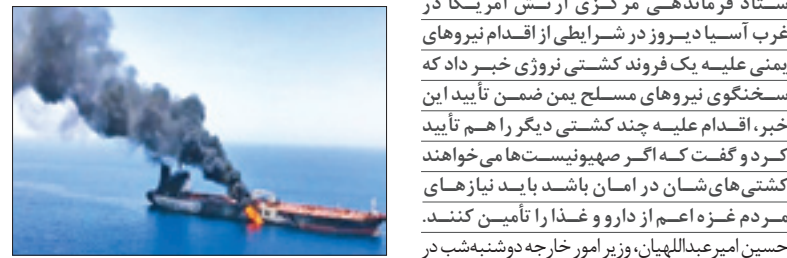 ستاد فرماندهی مرکزی ارتش آمریکا در
غرب آسیا دیروز در شرایطی از اقدام نیروهای
یمنی علیه یک فروند کشتی نروژی خبر داد که
سخنگوی نیروهای مسلح یمن ضمن تأیید این
خبر، اقدام علیه چند کشتی دیگر را هم تأیید
کرد و گفت که اگر صهیونیست‌ها می‌خواهند
کشتی‌های‌شان در امان باشد باید نیازهای
مردم غزه اعم از دارو و غذا را تأمین کنند.
حسین امیرعبداللهیان، وزیر امور خارجه دوشنبه‌شب در